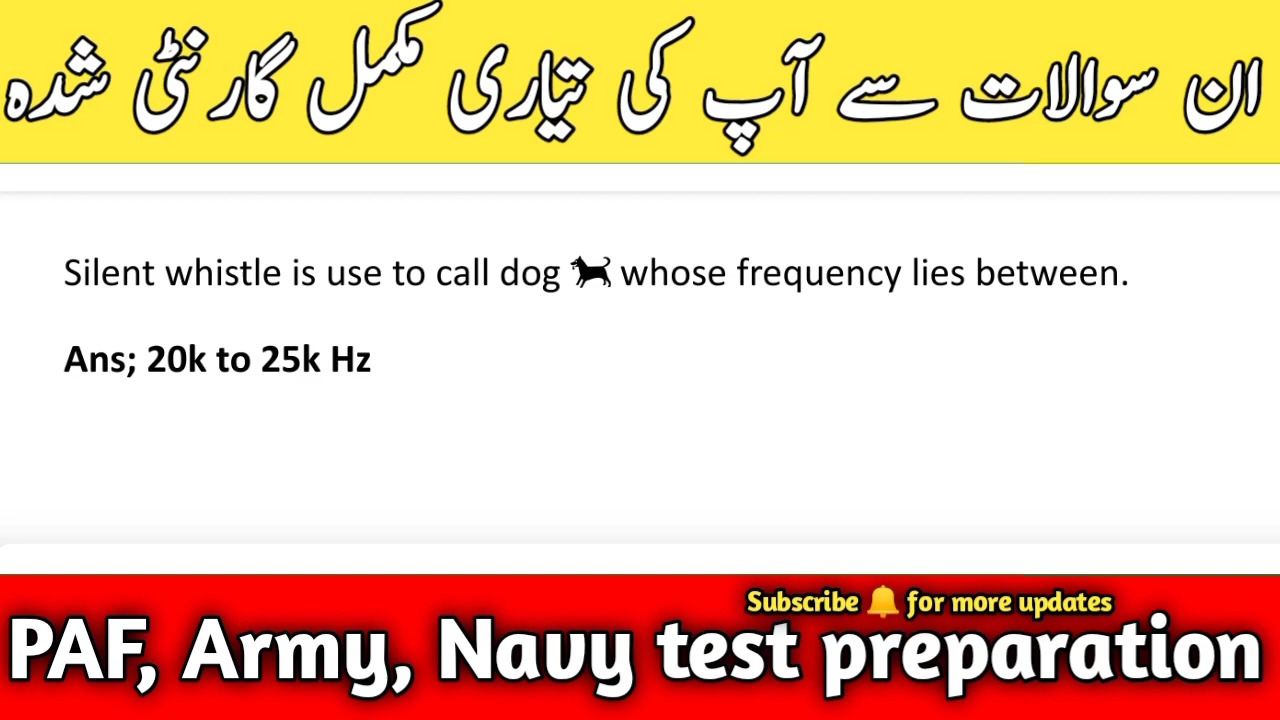 ان سوالات سے آپ کی تیاری مکمل گارنٹی شدہ
Silent whistle is use to call dog 🐕 whose frequency lies between.
Ans; 20k to 25k Hz
Subscribe 🔔 for more updates
PAF, Army, Navy test preparation